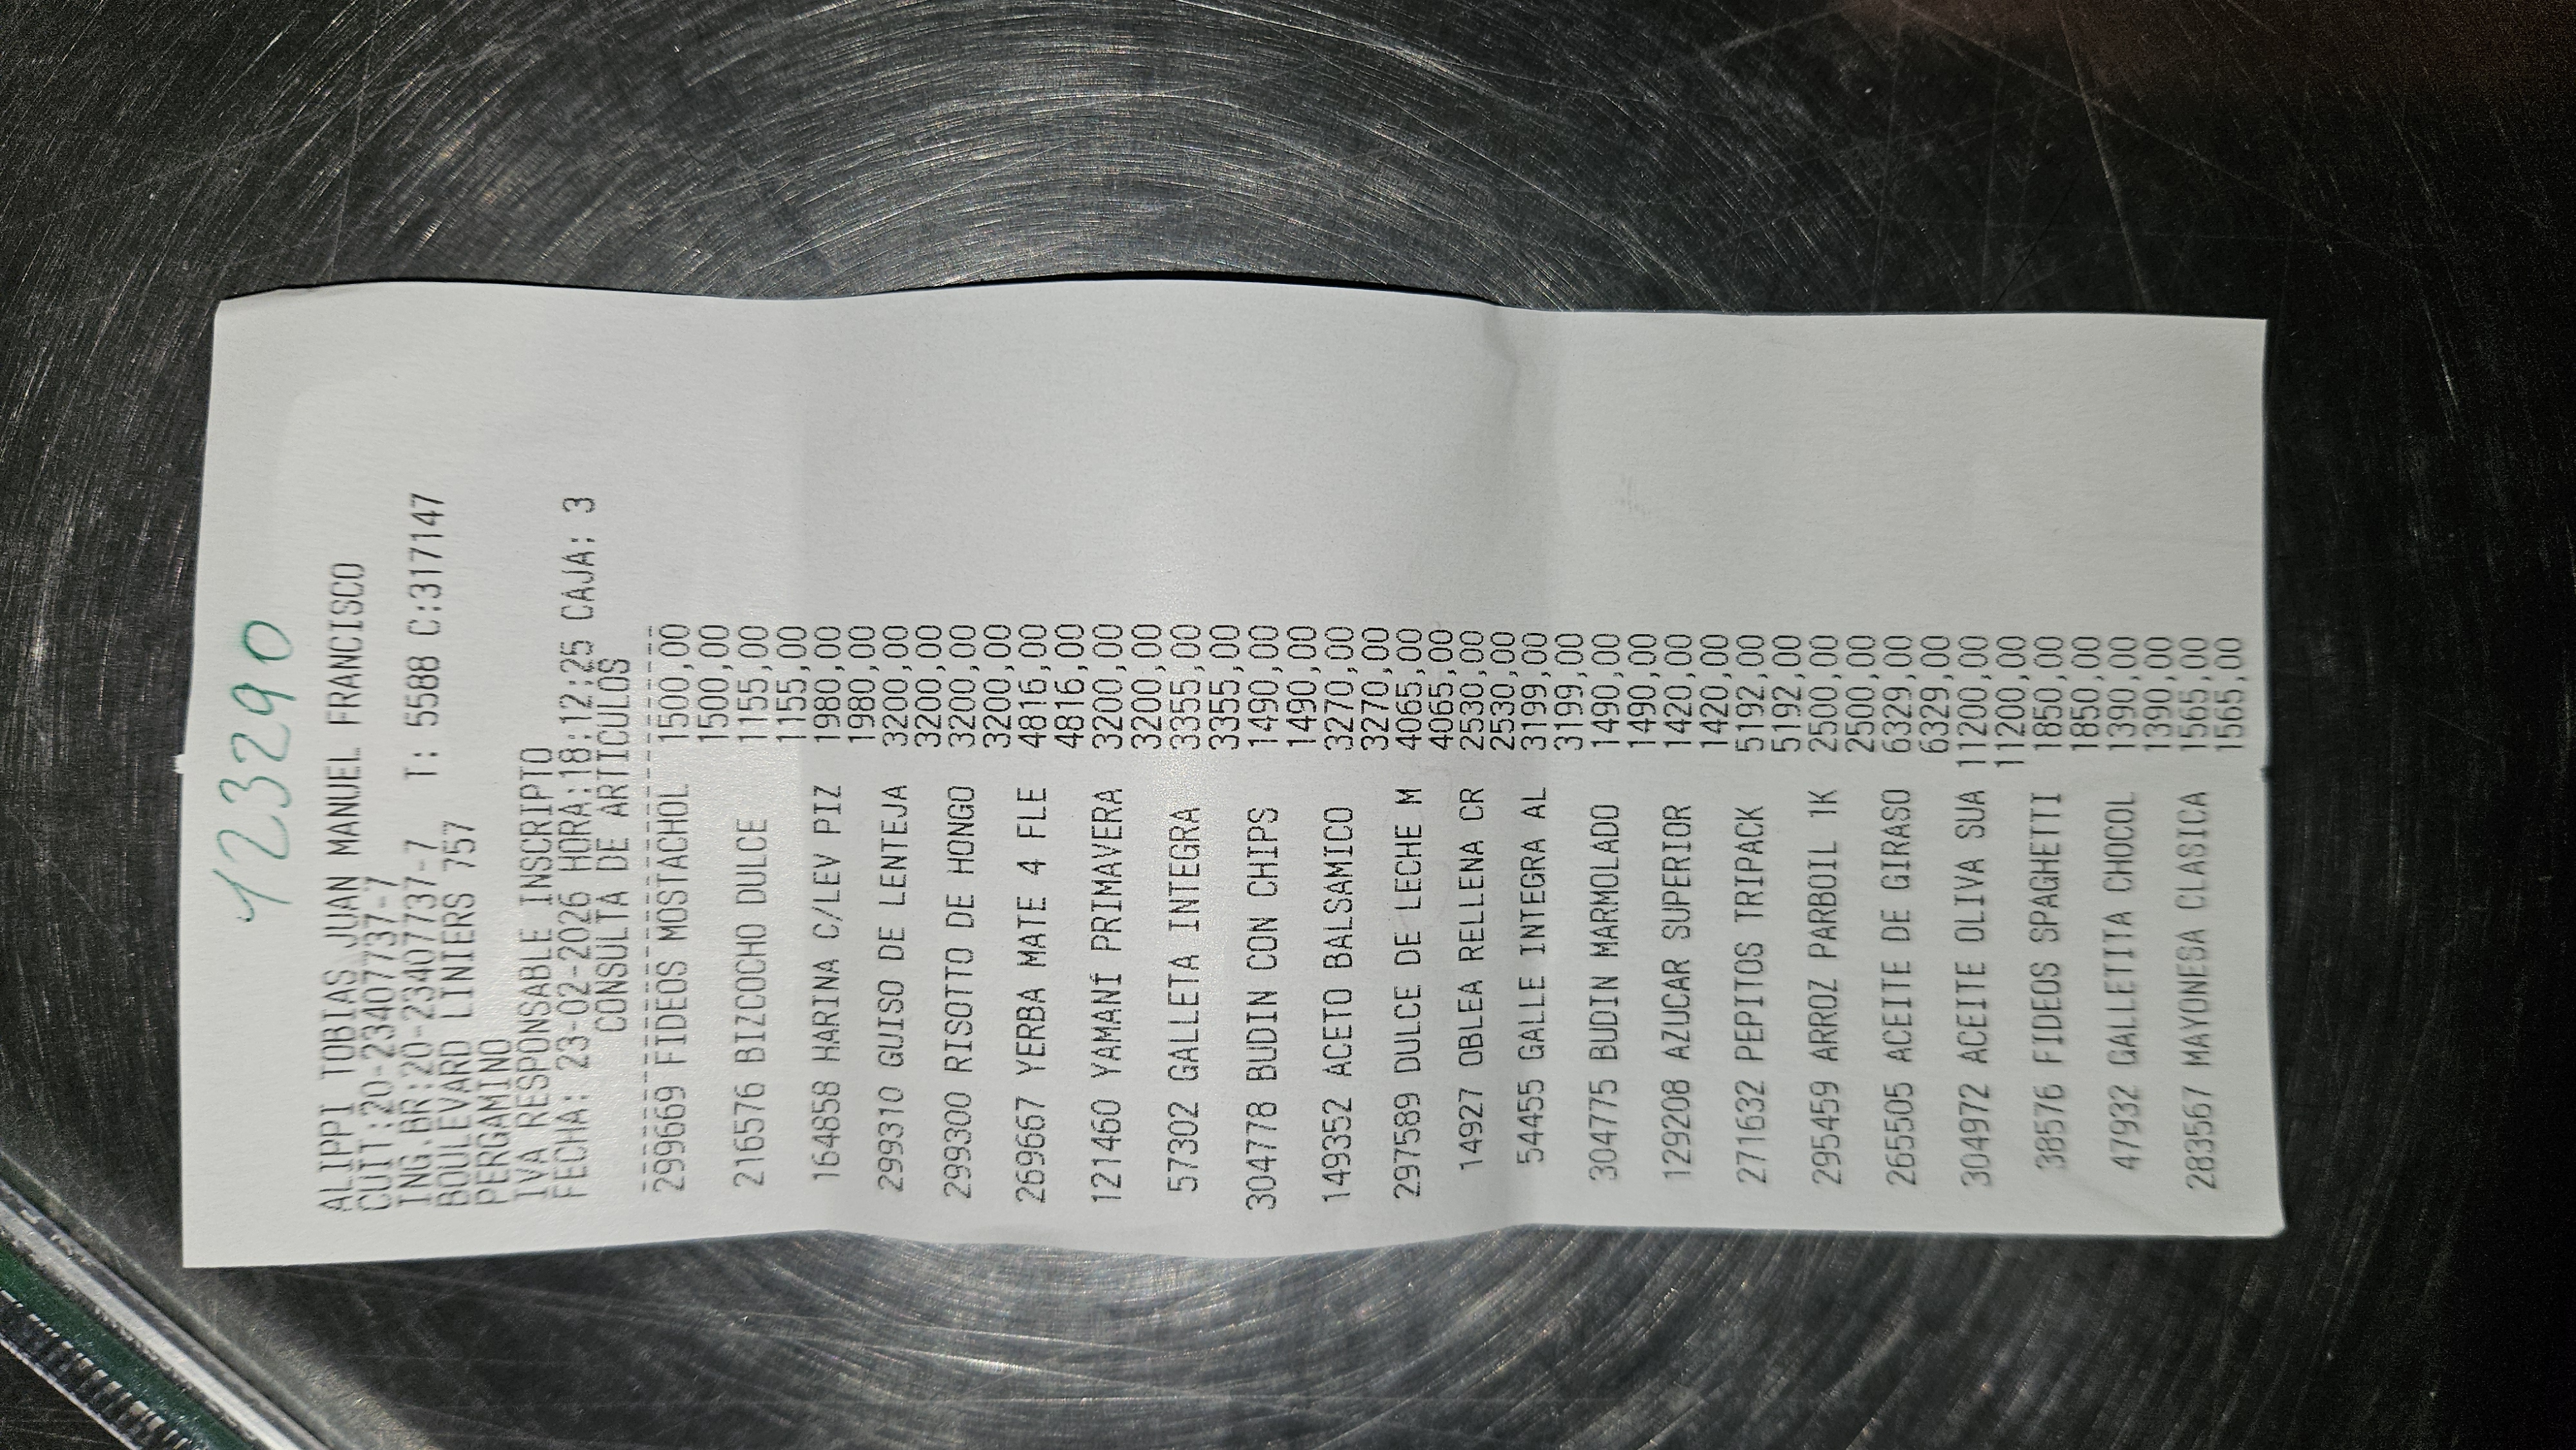 123290
ALIPPI TOBIAS JUAN MANUEL FRANCISCO
CUIT:20-23407737-7
ING.BR:20-23407737-7 T: 5588 C:317147
BOULEVARD LINIERS 757
PERGAMINO
IVA RESPONSABLE INSCRIPTO
FECHA: 23-02-2026 HORA:18:12:25 CAJA: 3
CONSULTA DE ARTICULOS
299669 FIDEOS MOSTACHOL 1500,00
1500,00
216576 BIZCOCHO DULCE 1155,00
1155,00
164858 HARINA C/LEV PIZ 1980,00
1980,00
299310 GUISO DE LENTEJA 3200,00
3200,00
299300 RISOTTO DE HONGO 3200,00
3200,00
269667 YERBA MATE 4 FLE 4816,00
4816,00
121460 YAMANÍ PRIMAVERA 3200,00
3200,00
57302 GALLETA INTEGRA 3355,00
3355,00
304778 BUDIN CON CHIPS 1490,00
1490,00
149352 ACETO BALSAMICO 3270,00
3270,00
297589 DULCE DE LECHE M 4065,00
4065,00
14927 OBLEA RELLENA CR 2530,00
2530,00
54455 GALLE INTEGRA AL 3199,00
3199,00
304775 BUDIN MARMOLADO 1490,00
1490,00
129208 AZUCAR SUPERIOR 1420,00
1420,00
271632 PEPITOS TRIPACK 5192,00
5192,00
295459 ARROZ PARBOIL 1K 2500,00
2500,00
265505 ACEITE DE GIRASO 6329,00
6329,00
304972 ACEITE OLIVA SUA 11200,00
11200,00
38576 FIDEOS SPAGHETTI 1850,00
1850,00
47932 GALLETITA CHOCOL 1390,00
1390,00
283567 MAYONESA CLASICA 1565,00
1565,00